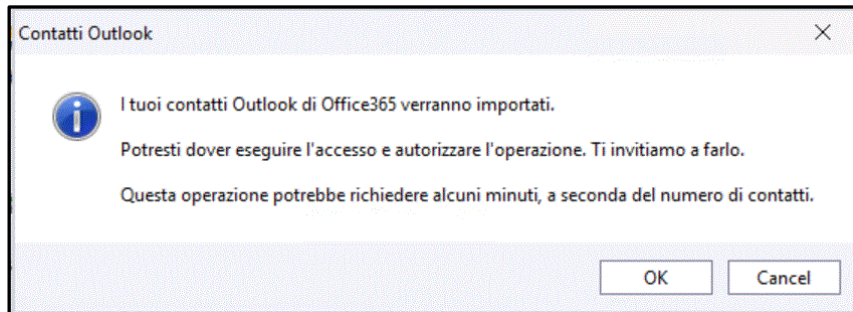 Contatti Outlook
I tuoi contatti Outlook di Office365 verranno importati.
Potresti dover eseguire l'accesso e autorizzare l'operazione. Ti invitiamo a farlo.
Questa operazione potrebbe richiedere alcuni minuti, a seconda del numero di contatti.
OK
Cancel